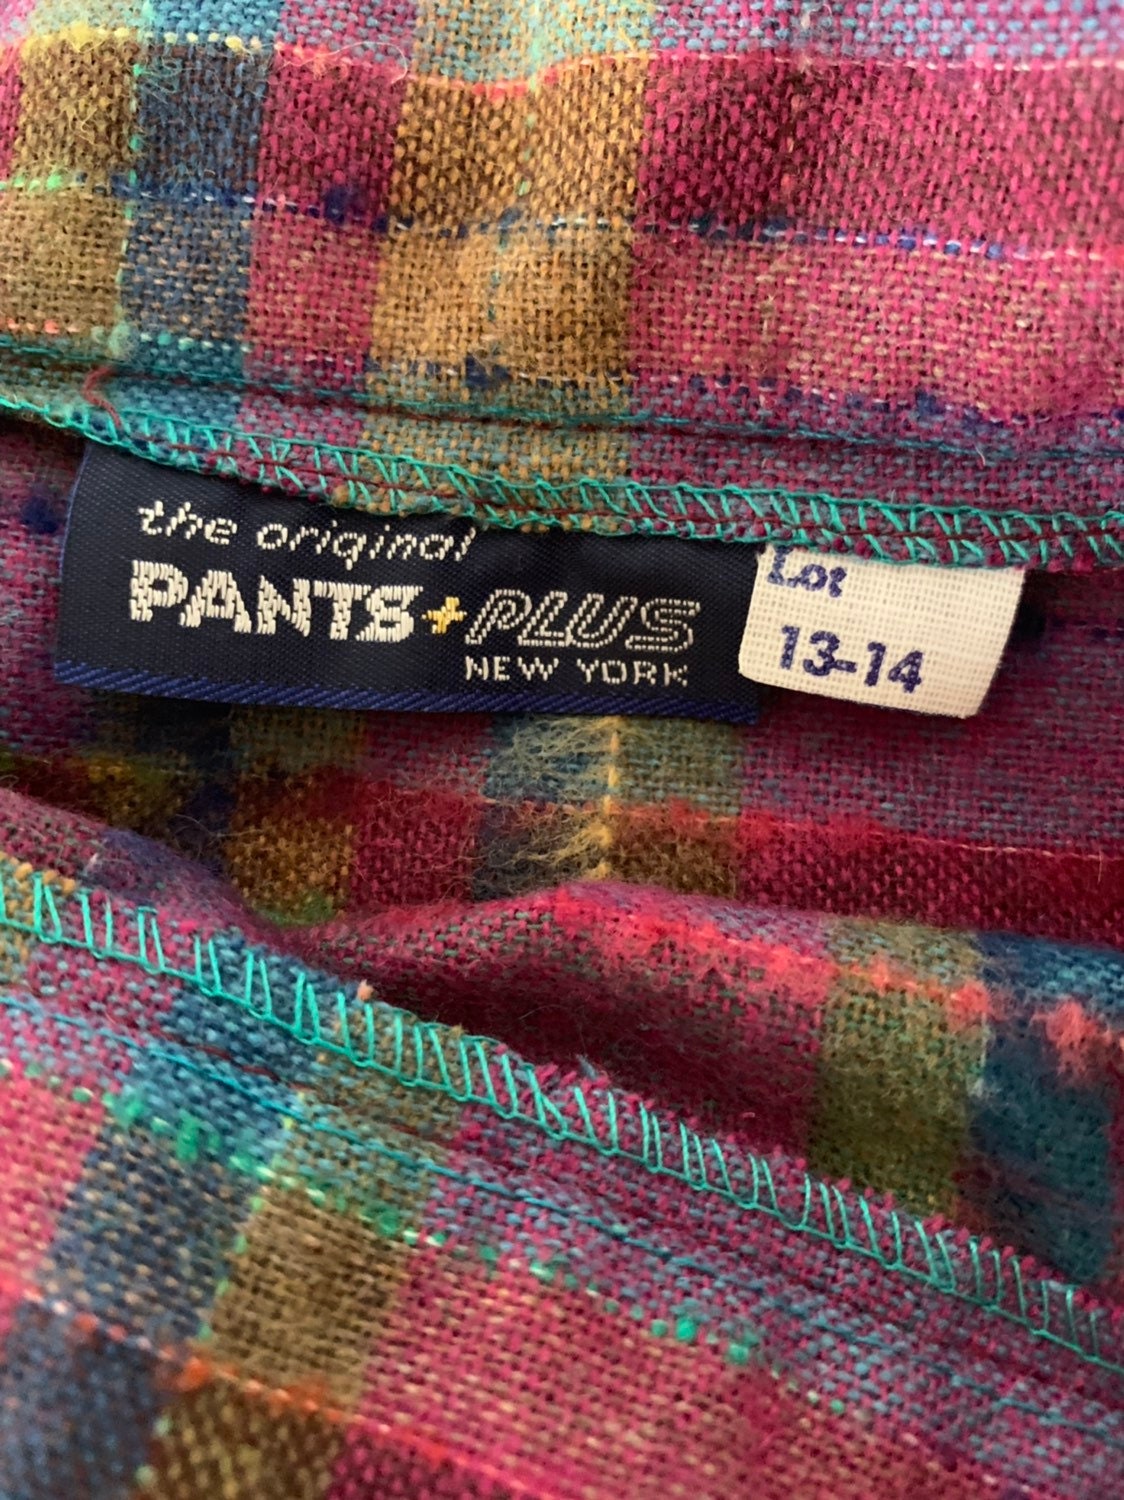 the original
PANTS+PLUS
NEW YORK
Lot
13-14